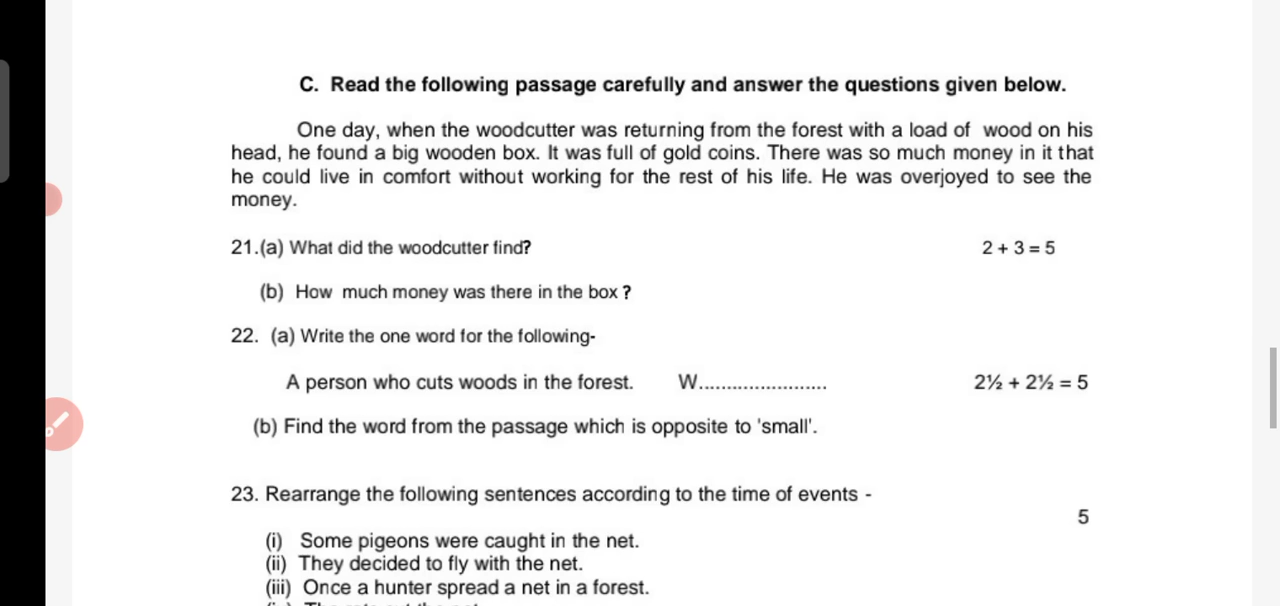 C. Read the following passage carefully and answer the questions given below.
One day, when the woodcutter was returning from the forest with a load of wood on his
head, he found a big wooden box. It was full of gold coins. There was so much money in it that
he could live in comfort without working for the rest of his life. He was overjoyed to see the
money.
21.(a) What did the woodcutter find? 2 + 3 = 5
(b) How much money was there in the box ?
22. (a) Write the one word for the following-
A person who cuts woods in the forest. W....................... 2½ + 2½ = 5
(b) Find the word from the passage which is opposite to 'small'.
23. Rearrange the following sentences according to the time of events -
5
(i) Some pigeons were caught in the net.
(ii) They decided to fly with the net.
(iii) Once a hunter spread a net in a forest.